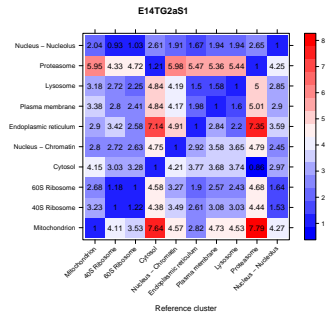 E14TG2aS1
Nucleus − Nucleolus 2.04 0.93 1.03 2.61 1.91 1.67 1.94 1.94 2.65 1
Proteasome 5.95 4.33 4.72 1.21 5.98 5.47 5.36 5.44 1 4.25
Lysosome 3.18 2.72 2.25 4.84 4.19 1.5 1.58 1 5 2.85
Plasma membrane 3.38 2.8 2.41 4.84 4.17 1.98 1 1.6 5.01 2.9
Endoplasmic reticulum 2.9 3.42 2.58 7.14 4.91 1 2.84 2.2 7.35 3.59
Nucleus − Chromatin 2.8 2.72 2.63 4.75 1 2.92 3.58 3.65 4.79 2.45
Cytosol 4.15 3.03 3.28 1 4.21 3.77 3.68 3.74 2.97
60S Ribosome 2.68 1.18 1 4.58 3.27 1.9 2.57 2.43 4.68 1.64
40S Ribosome 3.23 1 1.22 4.38 3.49 2.61 3.08 3.03 4.44 1.53
Mitochondrion 1 4.11 3.53 7.84 4.57 2.82 4.73 4.53 7.79 4.27
Mitochondrion 40S Ribosome 60S Ribosome Cytosol Nucleus − Chromatin Endoplasmic reticulum Plasma membrane Lysosome Proteasome Nucleus − Nucleolus
Reference cluster
8
7
6
5
4
3
2
1